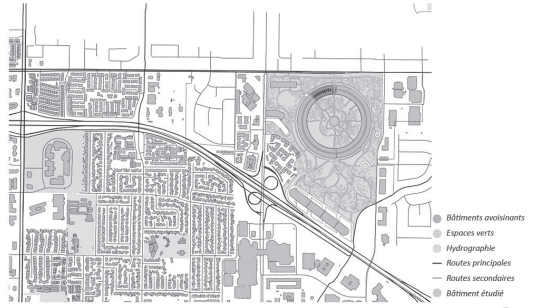 Bâtiments avoisinants
Espaces verts
Hydrographie
Routes principales
Routes secondaires
Bâtiment étudié